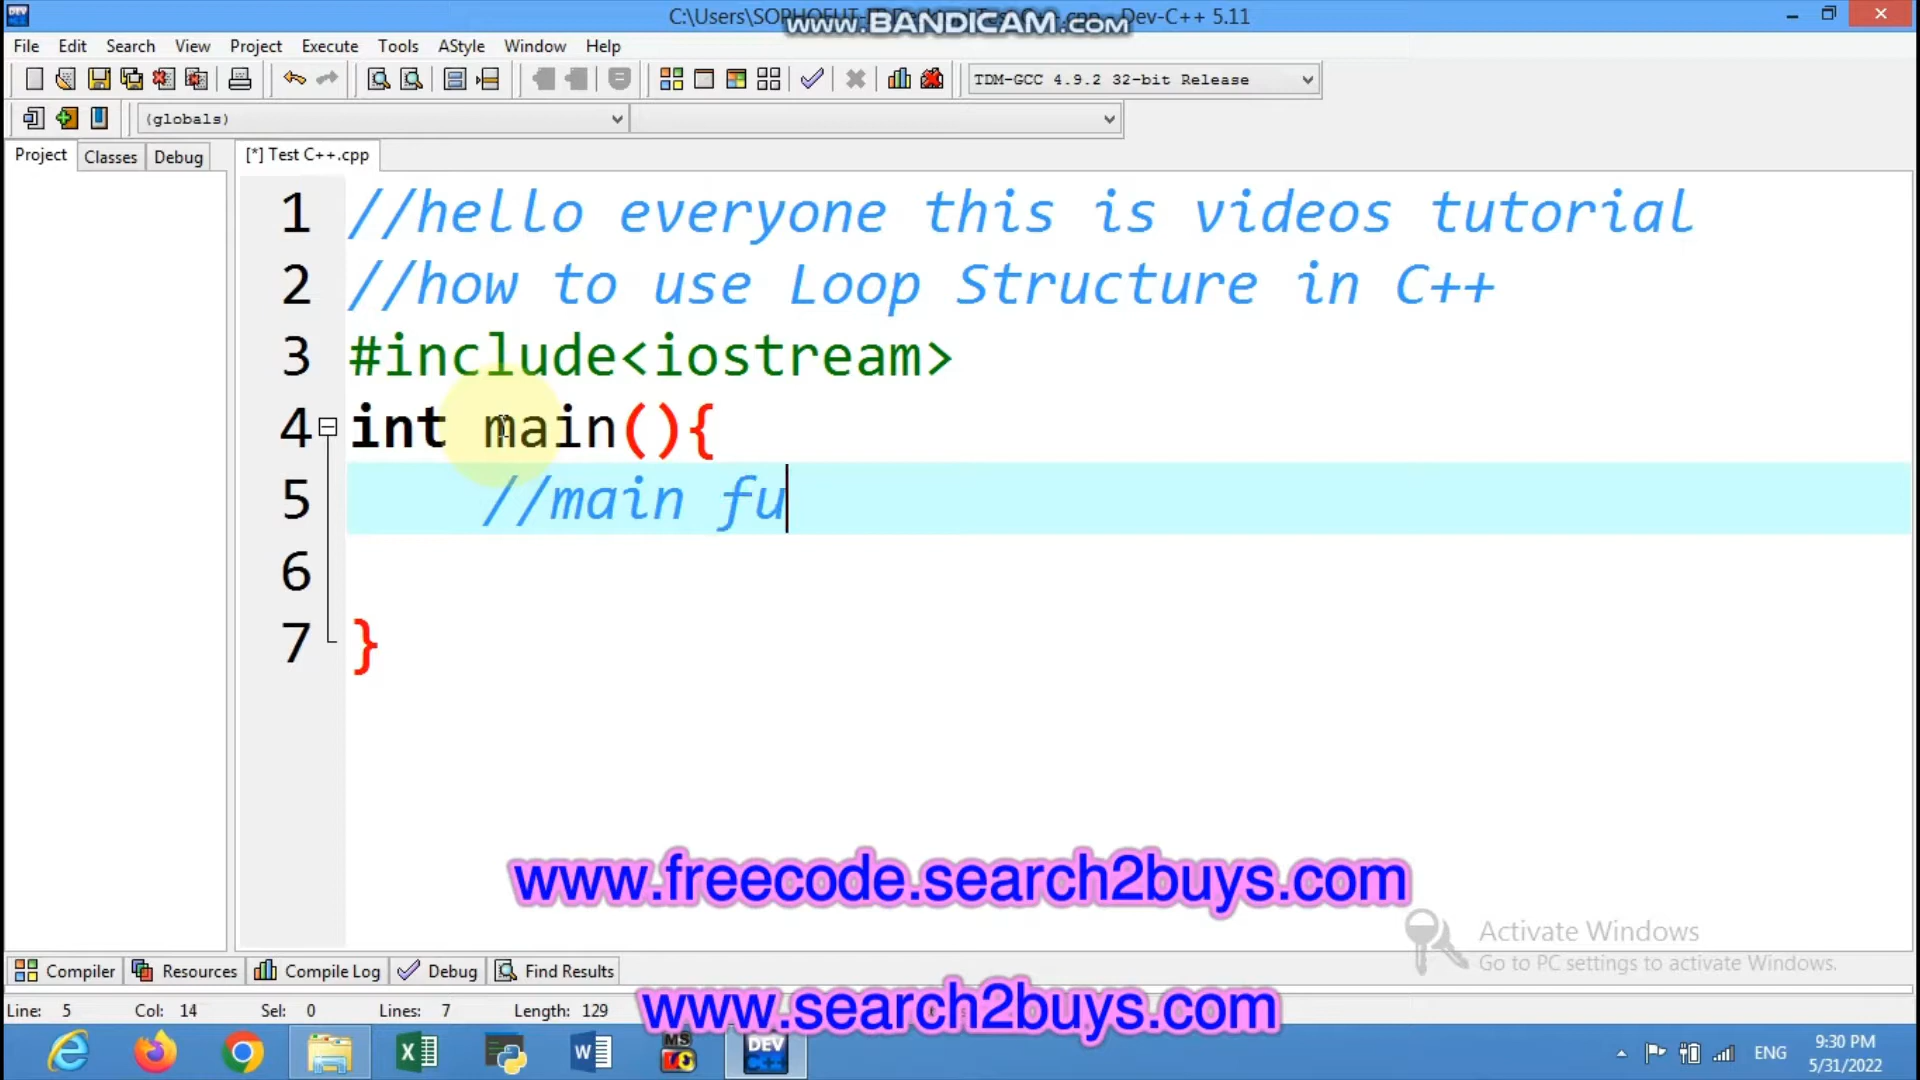 C:\Users\SOPHOEUT- Dev-C++ 5.11
www.BANDICAM.com
File Edit Search View Project Execute Tools AStyle Window Help
TDM-GCC 4.9.2 32-bit Release
(globals)
Project Classes Debug [*] Test C++.cpp
1 //hello everyone this is videos tutorial
2 //how to use Loop Structure in C++
3 #include<iostream>
4 int main(){
5 //main fu
6
7 }
www.freecode.search2buys.com
Activate Windows
Go to PC settings to activate Windows.
Compiler Resources Compile Log Debug Find Results
Line: 5 Col: 14 Sel: 0 Lines: 7 Length: 129
www.search2buys.com
MS
DEV C++
ENG
9:30 PM
5/31/2022